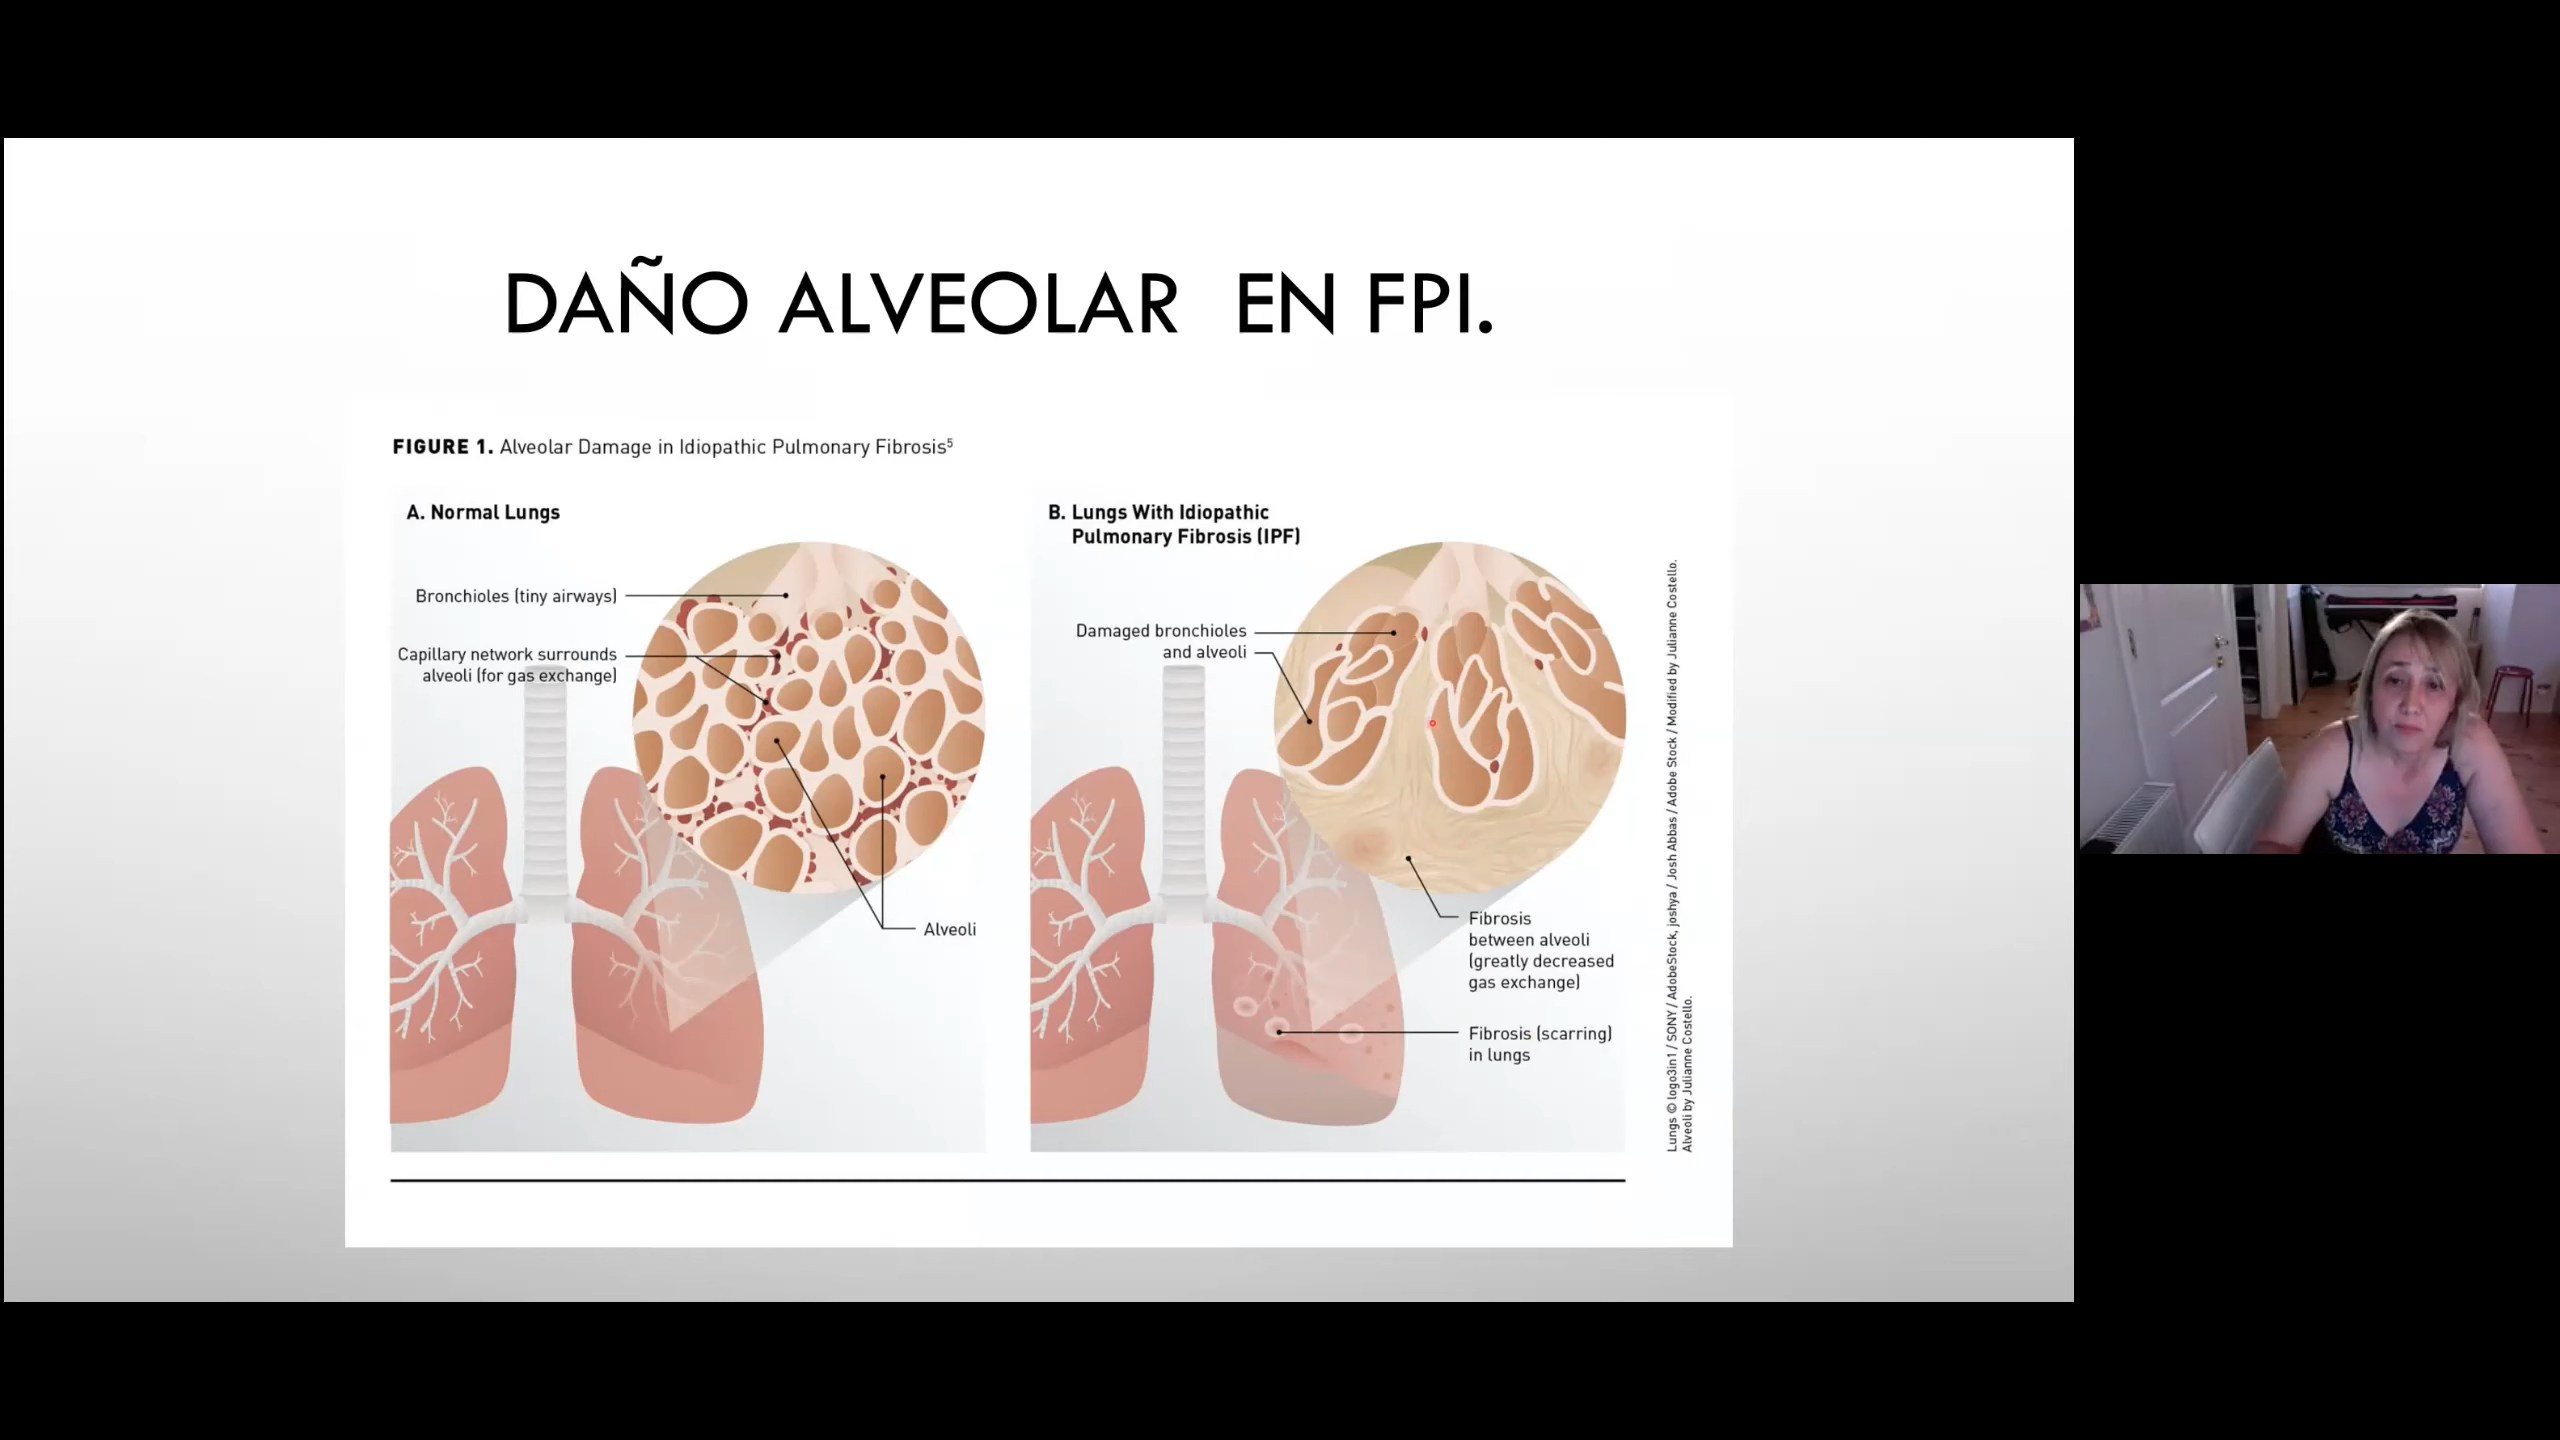 DAÑO ALVEOLAR EN FPI.
FIGURE 1. Alveolar Damage in Idiopathic Pulmonary Fibrosis5
A. Normal Lungs
Bronchioles (tiny airways)
Capillary network surrounds
alveoli (for gas exchange)
Alveoli
B. Lungs With Idiopathic
Pulmonary Fibrosis (IPF)
Damaged bronchioles
and alveoli
Fibrosis
between alveoli
(greatly decreased
gas exchange)
Fibrosis (scarring)
in lungs
Lungs © logo3in1 / SONY / AdobeStock, joshya / Josh Abbas / Adobe Stock / Modified by Julianne Costello.
Alveoli by Julianne Costello.